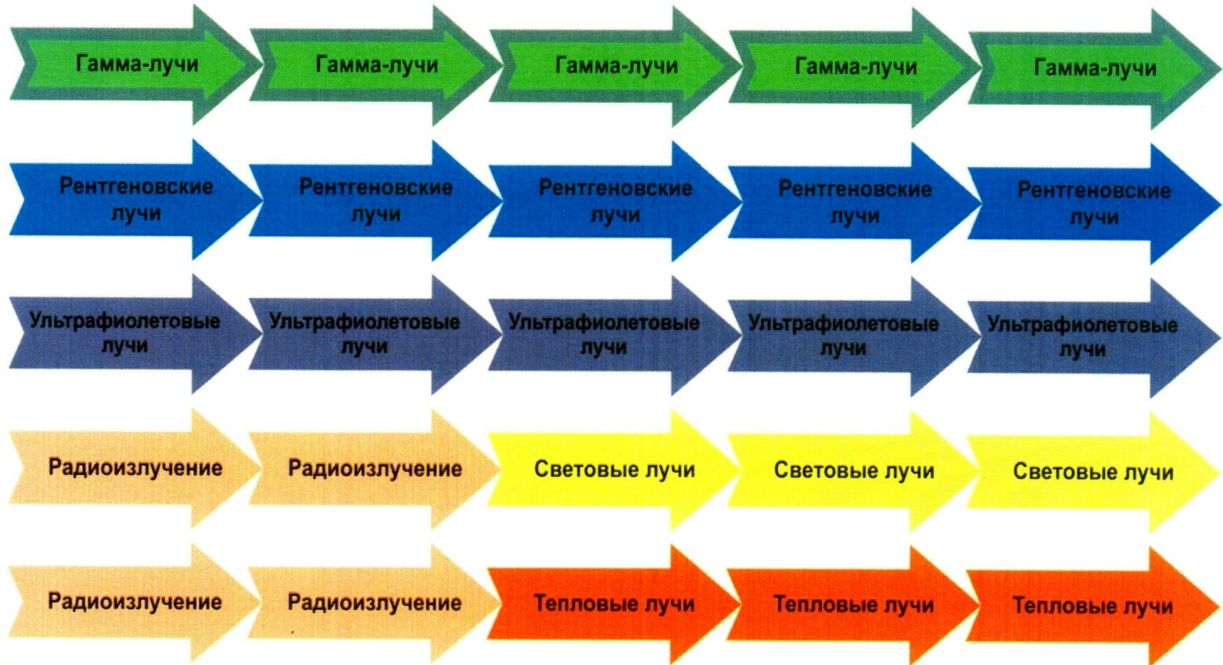 Гамма-лучи Гамма-лучи Гамма-лучи Гамма-лучи Гамма-лучи
Рентгеновские Рентгеновские Рентгеновские Рентгеновские Рентгеновские
лучи лучи лучи лучи лучи
Ультрафиолетовые Ультрафиолетовые Ультрафиолетовые Ультрафиолетовые Ультрафиолетовые
лучи лучи лучи лучи лучи
Радиоизлучение Радиоизлучение Световые лучи Световые лучи Световые лучи
Радиоизлучение Радиоизлучение Тепловые лучи Тепловые лучи Тепловые лучи